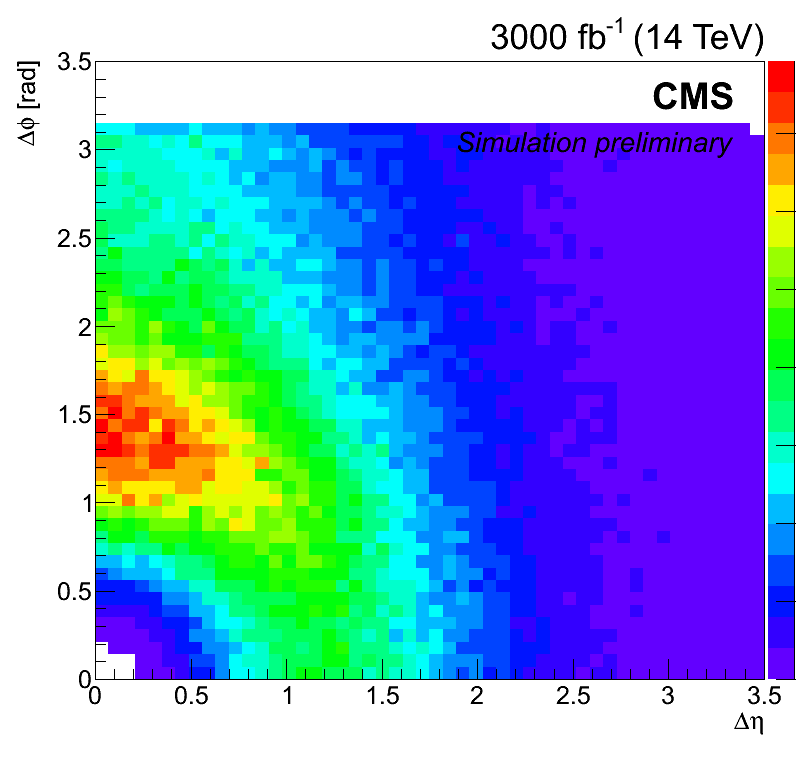 3000 fb-1 (14 TeV)
CMS
Simulation preliminary
Δϕ [rad]
3.5
3
2.5
2
1.5
1
0.5
0
0 0.5 1 1.5 2 2.5 3 3.5
Δη